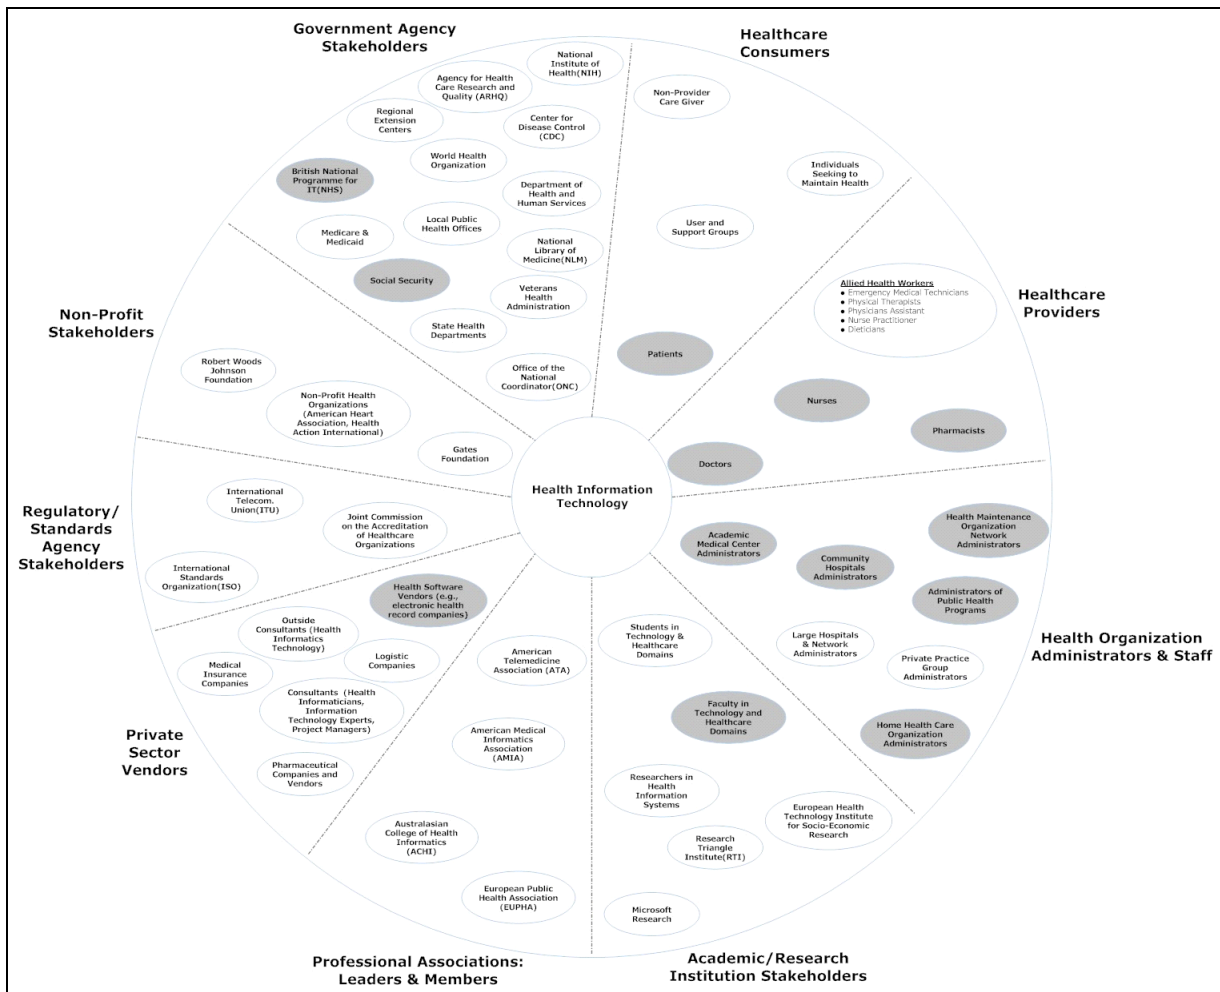 Government Agency
Stakeholders
National
Institute of
Health(NIH)
Agency for Health
Care Research and
Quality (ARHQ)
Regional
Extension
Centers
Center for
Disease Control
(CDC)
World Health
Organization
British National
Programme for
IT(NHS)
Department of
Health and
Human Services
Local Public
Health Offices
Medicare &
Medicaid
National
Library of
Medicine(NLM)
Social Security
Veterans
Health
Administration
State Health
Departments
Office of the
National
Coordinator(ONC)
Healthcare
Consumers
Non-Provider
Care Giver
Individuals
Seeking to
Maintain Health
User and
Support Groups
Patients
Healthcare
Providers
Allied Health Workers
● Emergency Medical Technicians
● Physical Therapists
● Physicians Assistant
● Nurse Practitioner
● Dieticians
Nurses
Pharmacists
Doctors
Health Organization
Administrators & Staff
Health Maintenance
Organization
Network
Administrators
Academic
Medical Center
Administrators
Community
Hospitals
Administrators
Administrators of
Public Health
Programs
Large Hospitals
& Network
Administrators
Private Practice
Group
Administrators
Home Health Care
Organization
Administrators
Academic/Research
Institution Stakeholders
Students in
Technology &
Healthcare
Domains
Faculty in
Technology and
Healthcare
Domains
Researchers in
Health
Information
Systems
European Health
Technology Institute
for Socio-Economic
Research
Research
Triangle
Institute(RTI)
Microsoft
Research
Professional Associations:
Leaders & Members
American
Telemedicine
Association (ATA)
American Medical
Informatics
Association
(AMIA)
Australasian
College of Health
Informatics
(ACHI)
European Public
Health Association
(EUPHA)
Private
Sector
Vendors
Health Software
Vendors (e.g.,
electronic health
record companies)
Outside
Consultants (Health
Informatics
Technology)
Logistic
Companies
Medical
Insurance
Companies
Consultants (Health
Informaticians,
Information
Technology Experts,
Project Managers)
Pharmaceutical
Companies and
Vendors
Regulatory/
Standards
Agency
Stakeholders
International
Telecom.
Union(ITU)
Joint Commission
on the Accreditation
of Healthcare
Organizations
International
Standards
Organization(ISO)
Non-Profit
Stakeholders
Robert Woods
Johnson
Foundation
Non-Profit Health
Organizations
(American Heart
Association, Health
Action International)
Gates
Foundation
Health Information
Technology